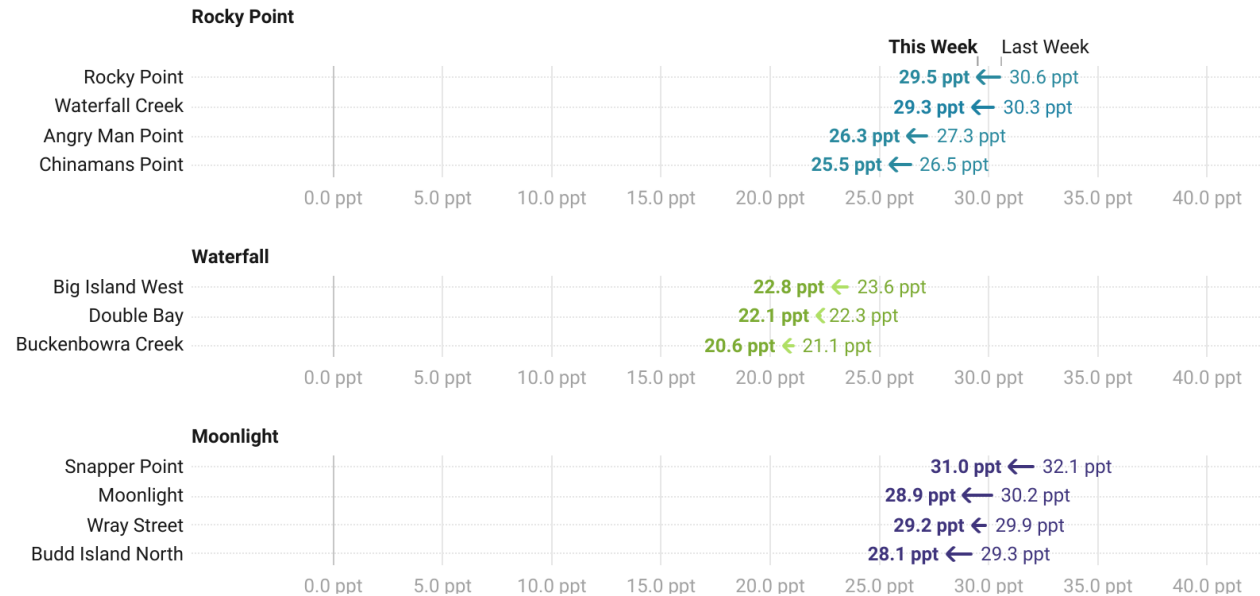 Rocky Point
This Week Last Week
Rocky Point 29.5 ppt 30.6 ppt
Waterfall Creek 29.3 ppt 30.3 ppt
Angry Man Point 26.3 ppt 27.3 ppt
Chinamans Point 25.5 ppt 26.5 ppt
0.0 ppt 5.0 ppt 10.0 ppt 15.0 ppt 20.0 ppt 25.0 ppt 30.0 ppt 35.0 ppt 40.0 ppt
Waterfall
Big Island West 22.8 ppt 23.6 ppt
Double Bay 22.1 ppt 22.3 ppt
Buckenbowra Creek 20.6 ppt 21.1 ppt
0.0 ppt 5.0 ppt 10.0 ppt 15.0 ppt 20.0 ppt 25.0 ppt 30.0 ppt 35.0 ppt 40.0 ppt
Moonlight
Snapper Point 31.0 ppt 32.1 ppt
Moonlight 28.9 ppt 30.2 ppt
Wray Street 29.2 ppt 29.9 ppt
Budd Island North 28.1 ppt 29.3 ppt
0.0 ppt 5.0 ppt 10.0 ppt 15.0 ppt 20.0 ppt 25.0 ppt 30.0 ppt 35.0 ppt 40.0 ppt